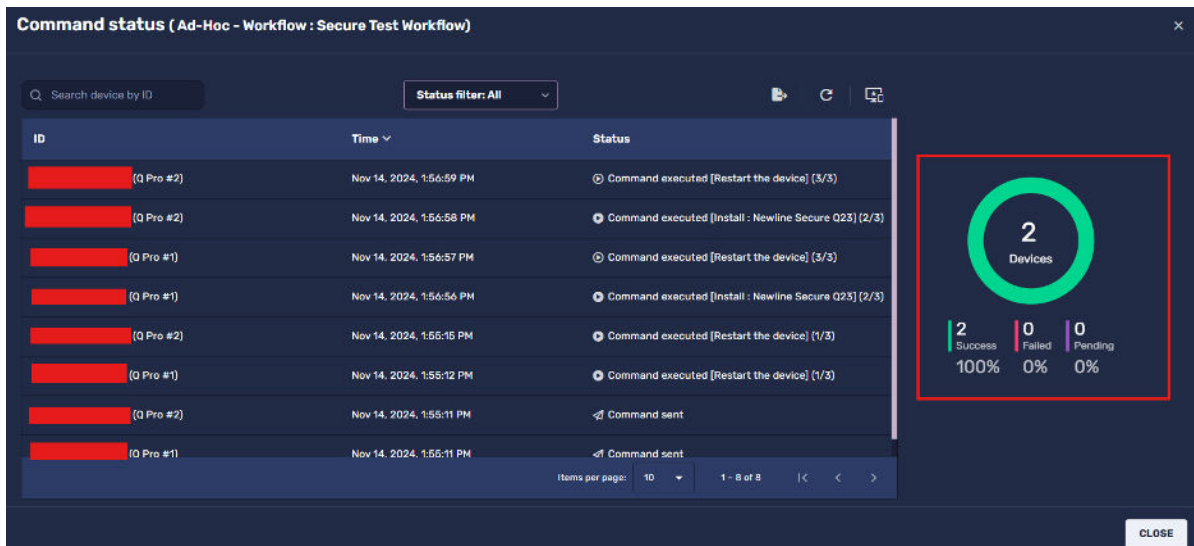 Command status (Ad-Hoc - Workflow : Secure Test Workflow)
Search device by ID
Status filter: All
ID Time Status
(Q Pro #2) Nov 14, 2024, 1:56:59 PM Command executed [Restart the device] (3/3)
(Q Pro #2) Nov 14, 2024, 1:56:58 PM Command executed [Install : Newline Secure Q23] (2/3)
(Q Pro #1) Nov 14, 2024, 1:56:57 PM Command executed [Restart the device] (3/3)
(Q Pro #1) Nov 14, 2024, 1:56:56 PM Command executed [Install : Newline Secure Q23] (2/3)
(Q Pro #2) Nov 14, 2024, 1:55:15 PM Command executed [Restart the device] (1/3)
(Q Pro #1) Nov 14, 2024, 1:55:12 PM Command executed [Restart the device] (1/3)
(Q Pro #2) Nov 14, 2024, 1:55:11 PM Command sent
(Q Pro #1) Nov 14, 2024, 1:55:11 PM Command sent
Items per page: 10 1 - 8 of 8
2
Devices
2 0 0
Success Failed Pending
100% 0% 0%
CLOSE